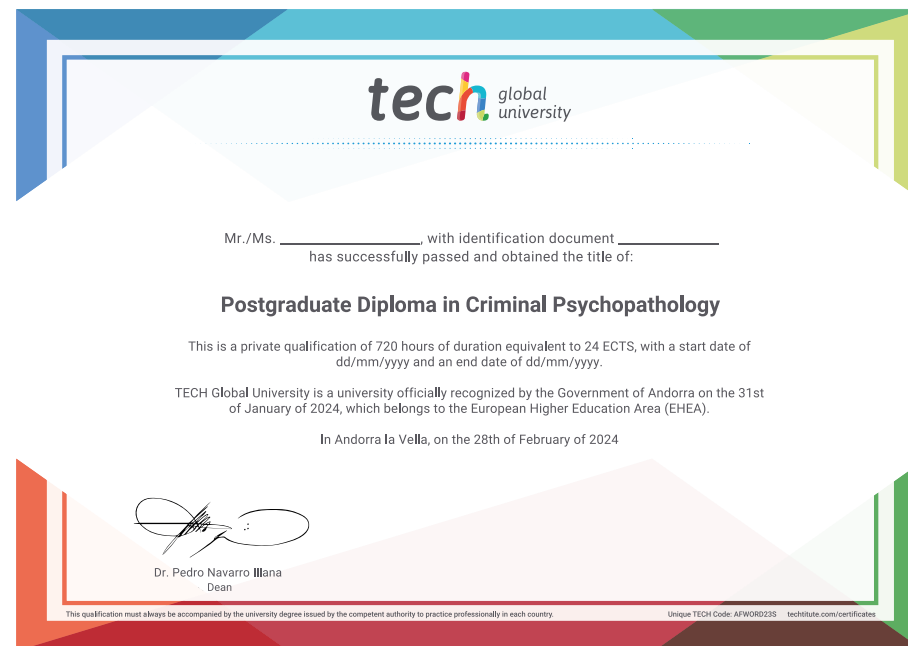 tech global university
Mr./Ms. ____________________, with identification document ______________
has successfully passed and obtained the title of:
Postgraduate Diploma in Criminal Psychopathology
This is a private qualification of 720 hours of duration equivalent to 24 ECTS, with a start date of
dd/mm/yyyy and an end date of dd/mm/yyyy.
TECH Global University is a university officially recognized by the Government of Andorra on the 31st
of January of 2024, which belongs to the European Higher Education Area (EHEA).
In Andorra la Vella, on the 28th of February of 2024
Dr. Pedro Navarro Illana
Dean
This qualification must always be accompanied by the university degree issued by the competent authority to practice professionally in each country. Unique TECH Code: AFWORD23S techtitute.com/certificates